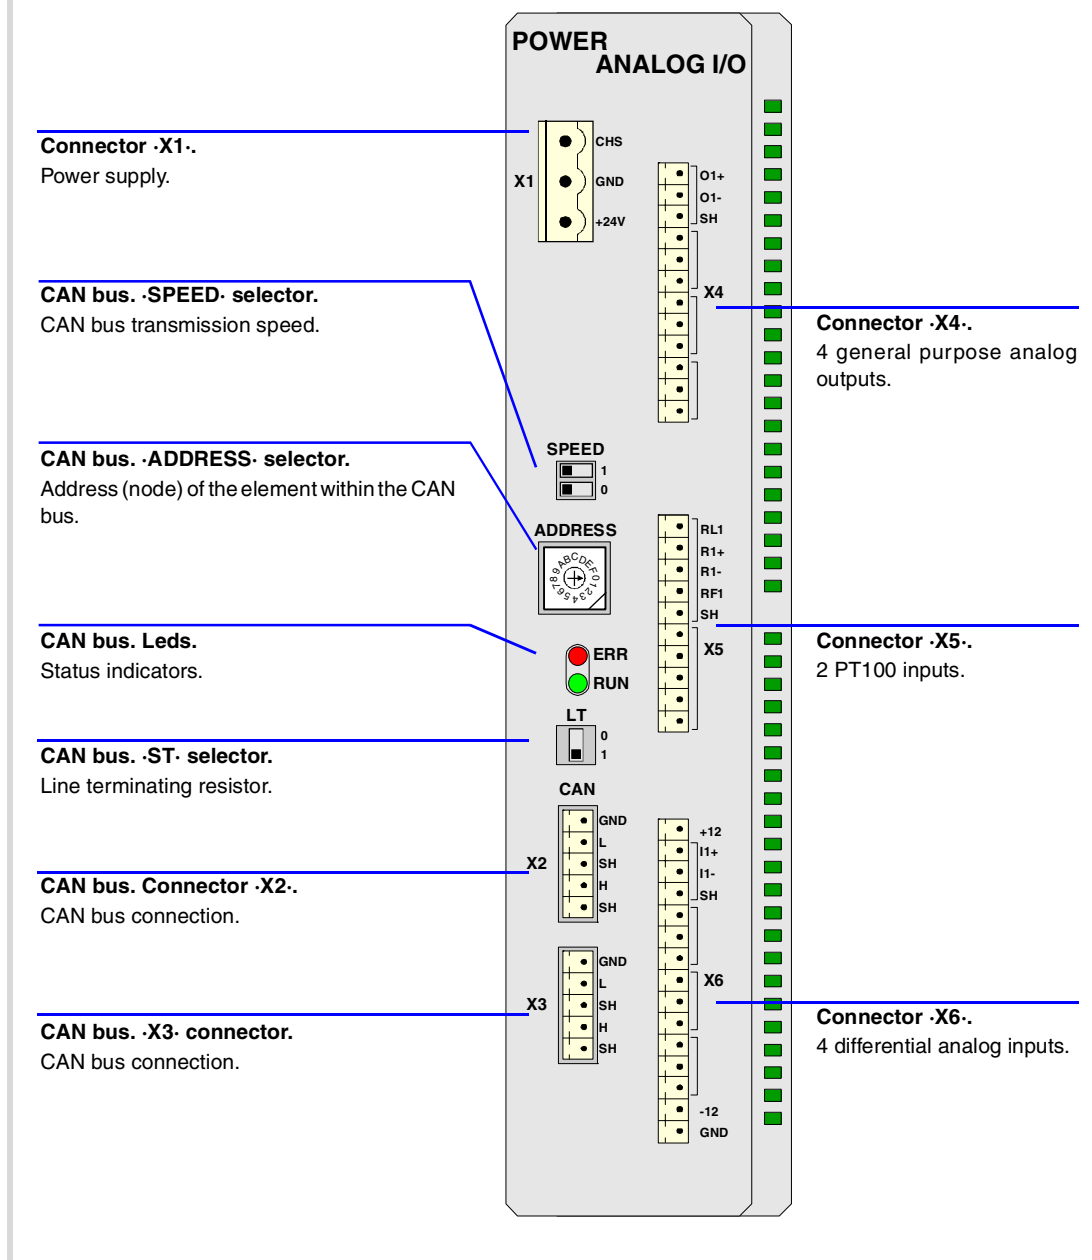 POWER
ANALOG I/O
Connector ·X1·.
Power supply.
X1
CHS
GND
+24V
O1+
O1-
SH
X4
CAN bus. ·SPEED· selector.
CAN bus transmission speed.
Connector ·X4·.
4 general purpose analog
outputs.
CAN bus. ·ADDRESS· selector.
Address (node) of the element within the CAN
bus.
SPEED
1
0
ADDRESS
0123456789ABCDEF
RL1
R1+
R1-
RF1
SH
X5
CAN bus. Leds.
Status indicators.
ERR
RUN
Connector ·X5·.
2 PT100 inputs.
LT
0
1
CAN bus. ·ST· selector.
Line terminating resistor.
CAN
X2
GND
L
SH
H
SH
CAN bus. Connector ·X2·.
CAN bus connection.
+12
I1+
I1-
SH
X6
-12
GND
X3
GND
L
SH
H
SH
CAN bus. ·X3· connector.
CAN bus connection.
Connector ·X6·.
4 differential analog inputs.